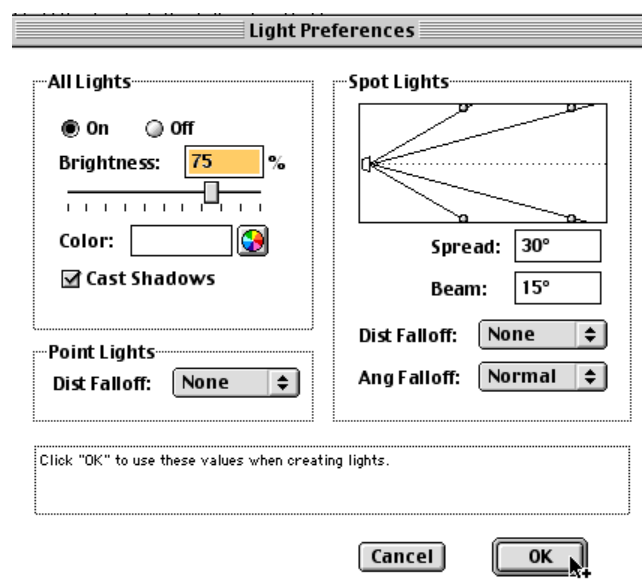 Light Preferences
All Lights
On Off
Brightness: 75 %
Color:
Cast Shadows
Point Lights
Dist Falloff: None
Spot Lights
Spread: 30°
Beam: 15°
Dist Falloff: None
Ang Falloff: Normal
Click "OK" to use these values when creating lights.
Cancel OK